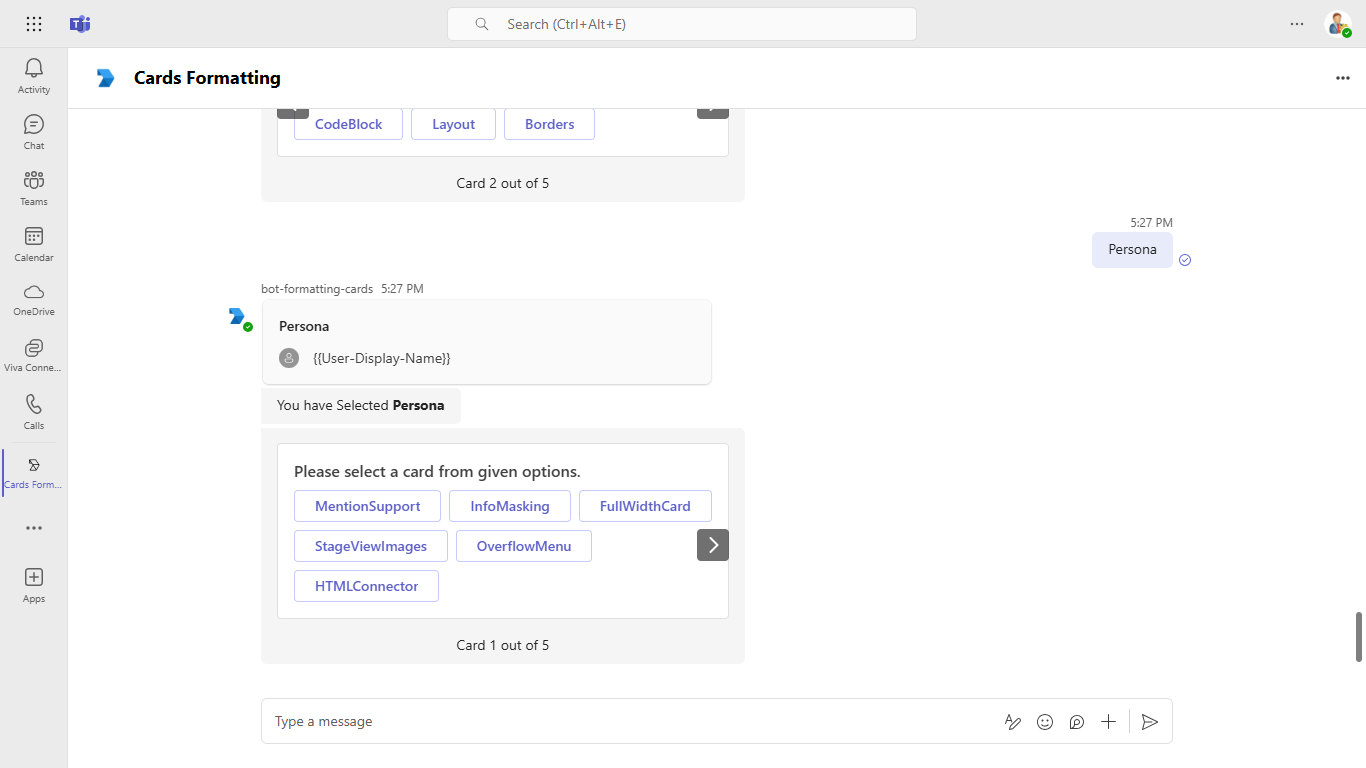 Search (Ctrl+Alt+E)
Activity
Chat
Teams
Calendar
OneDrive
Viva Conne...
Calls
Cards Form...
Apps
Cards Formatting
CodeBlock Layout Borders
Card 2 out of 5
5:27 PM
Persona
bot-formatting-cards 5:27 PM
Persona
{{User-Display-Name}}
You have Selected Persona
Please select a card from given options.
MentionSupport InfoMasking FullWidthCard
StageViewImages OverflowMenu
HTMLConnector
Card 1 out of 5
Type a message